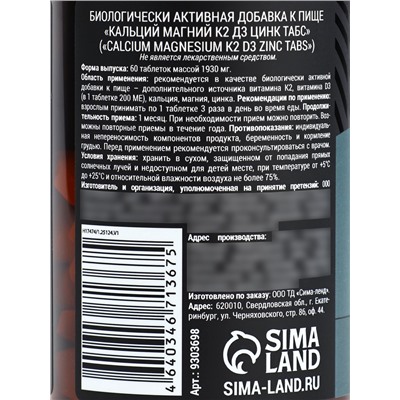 БИОЛОГИЧЕСКИ АКТИВНАЯ ДОБАВКА К ПИЩЕ
«КАЛЬЦИЙ МАГНИЙ К2 Д3 ЦИНК ТАБС»
(«CALCIUM MAGNESIUM K2 D3 ZINC TABS»)
Не является лекарственным средством.
Форма выпуска: 60 таблеток массой 1930 мг.
Область применения: рекомендуется в качестве биологически активной
добавки к пище – дополнительного источника витамина К2, витамина D3
(в 1 таблетке 200 МЕ), кальция, магния, цинка. Рекомендации по применению:
взрослым принимать по 1 таблетке 3 раза в день во время еды.
Продолжительность приема: 1 месяц. При необходимости прием можно повторить. Воз-
можны повторные приемы в течение года. Противопоказания: индивидуаль-
ная непереносимость компонентов продукта, беременность и кормление
грудью. Перед применением рекомендуется проконсультироваться с врачом.
Условия хранения: хранить в сухом, защищенном от попадания прямых
солнечных лучей и недоступном для детей месте, при температуре от +5°С
до +25°С и относительной влажности воздуха не более 75%.
Изготовитель и организация, уполномоченная на принятие претензий: ООО
Адрес производства:
4640346713675
Арт.: 9303698
Изготовлено по заказу: ООО ТД «Сима-ленд».
Адрес: 620010, Свердловская обл., г. Екате-
ринбург, ул. Черняховского, стр. 86, оф. 44.
SIMA
LAND
SIMA-LAND.RU